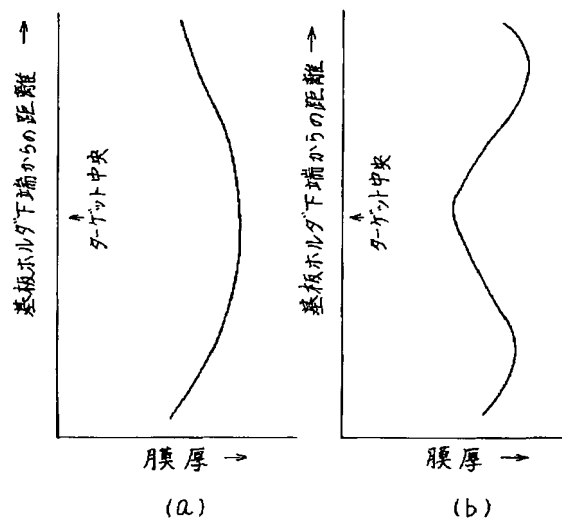 基板ホルダ下端からの距離 →
ターゲット中央
→
膜厚 →
(a)
基板ホルダ下端からの距離 →
ターゲット中央
→
膜厚 →
(b)